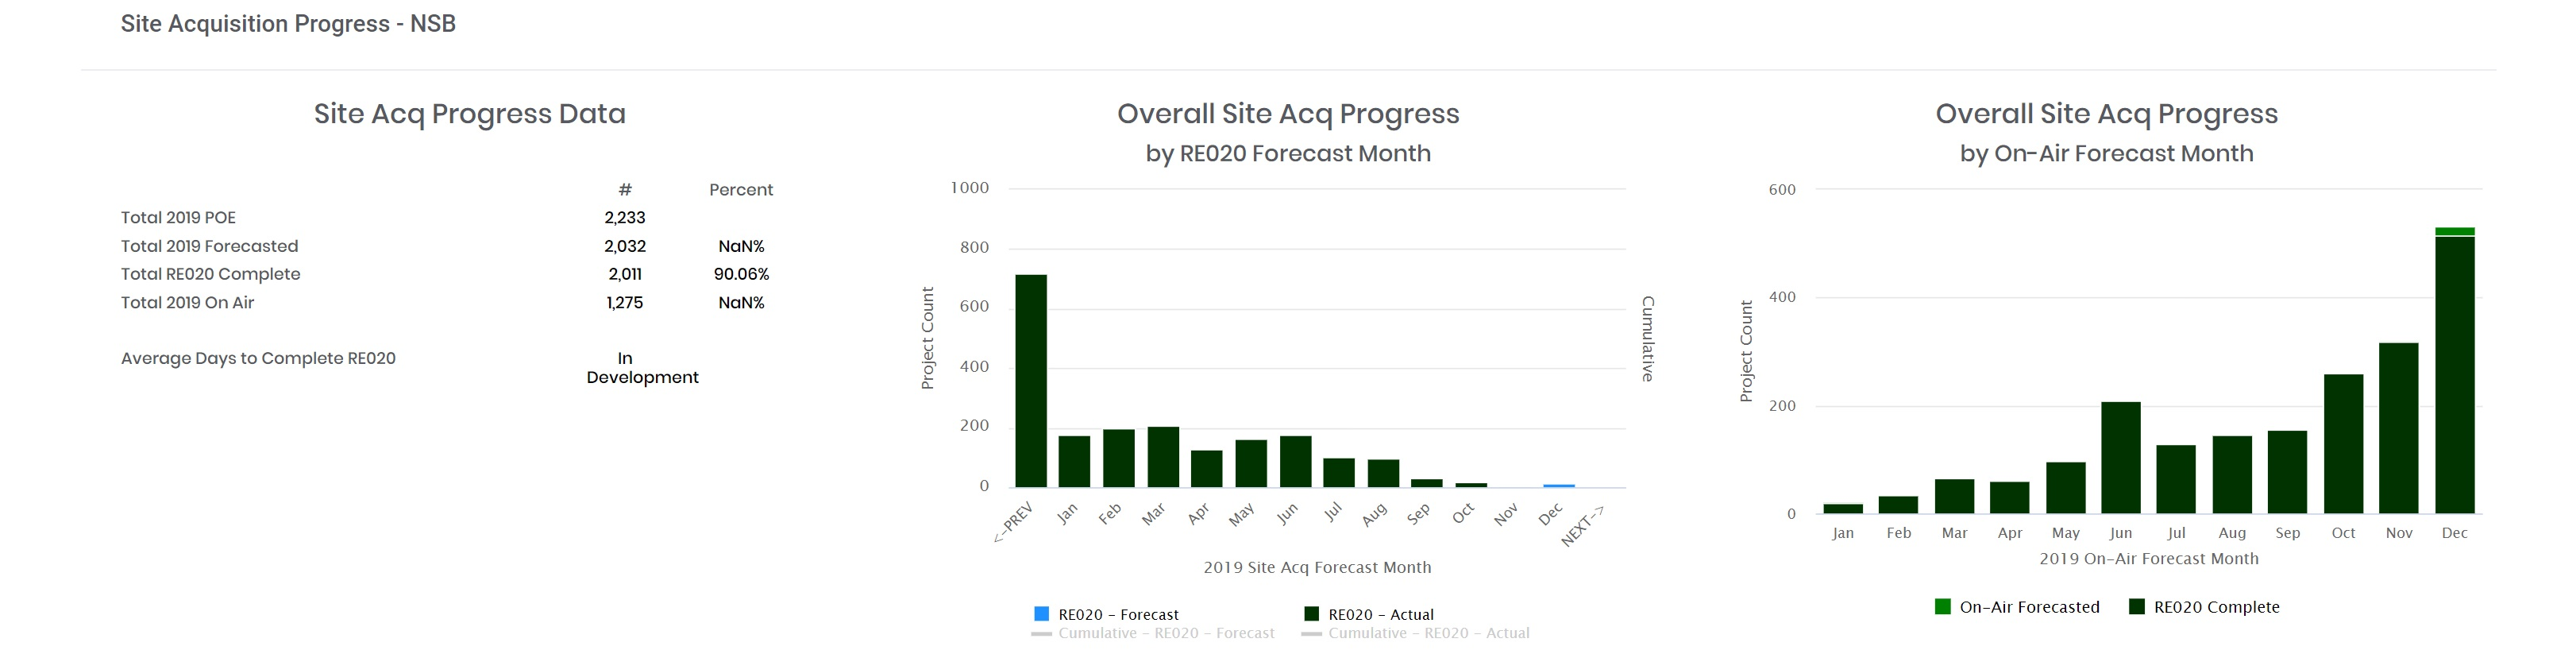 Site Acquisition Progress - NSB
Site Acq Progress Data
# Percent
Total 2019 POE 2,233
Total 2019 Forecasted 2,032 NaN%
Total RE020 Complete 2,011 90.06%
Total 2019 On Air 1,275 NaN%
Average Days to Complete RE020 In
Development
Overall Site Acq Progress
by RE020 Forecast Month
1000
800
600
400
200
0
Project Count
Cumulative
<-PREV Jan Feb Mar Apr May Jun Jul Aug Sep Oct Nov Dec NEXT->
2019 Site Acq Forecast Month
RE020 - Forecast RE020 - Actual
Cumulative - RE020 - Forecast Cumulative - RE020 - Actual
Overall Site Acq Progress
by On-Air Forecast Month
600
400
200
0
Project Count
Jan Feb Mar Apr May Jun Jul Aug Sep Oct Nov Dec
2019 On-Air Forecast Month
On-Air Forecasted RE020 Complete